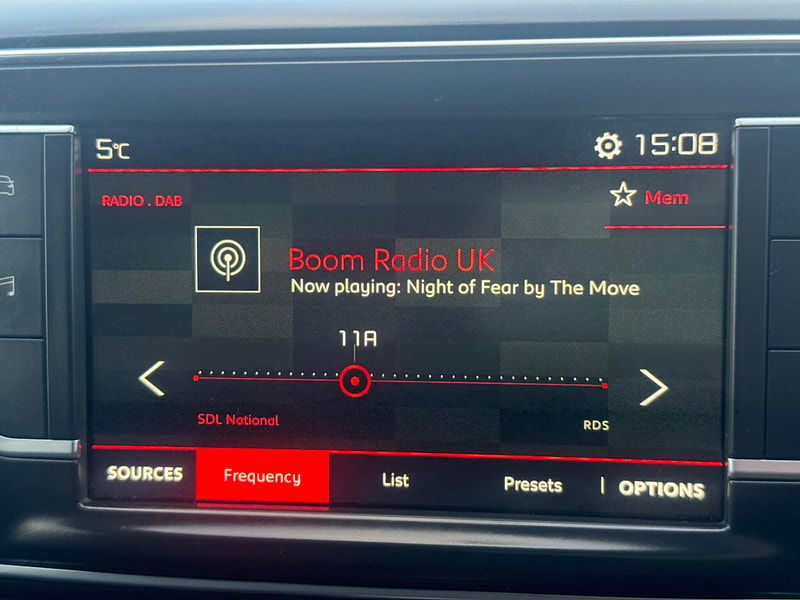 5°C 15:08
RADIO . DAB
Mem
Boom Radio UK
Now playing: Night of Fear by The Move
11A
SDL National
RDS
SOURCES Frequency List Presets | OPTIONS